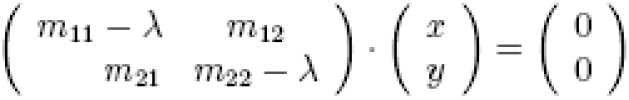 ( m₁₁ − λ   m₁₂ ) · ( x ) = ( 0 )
( m₂₁   m₂₂ − λ )   ( y )   ( 0 )